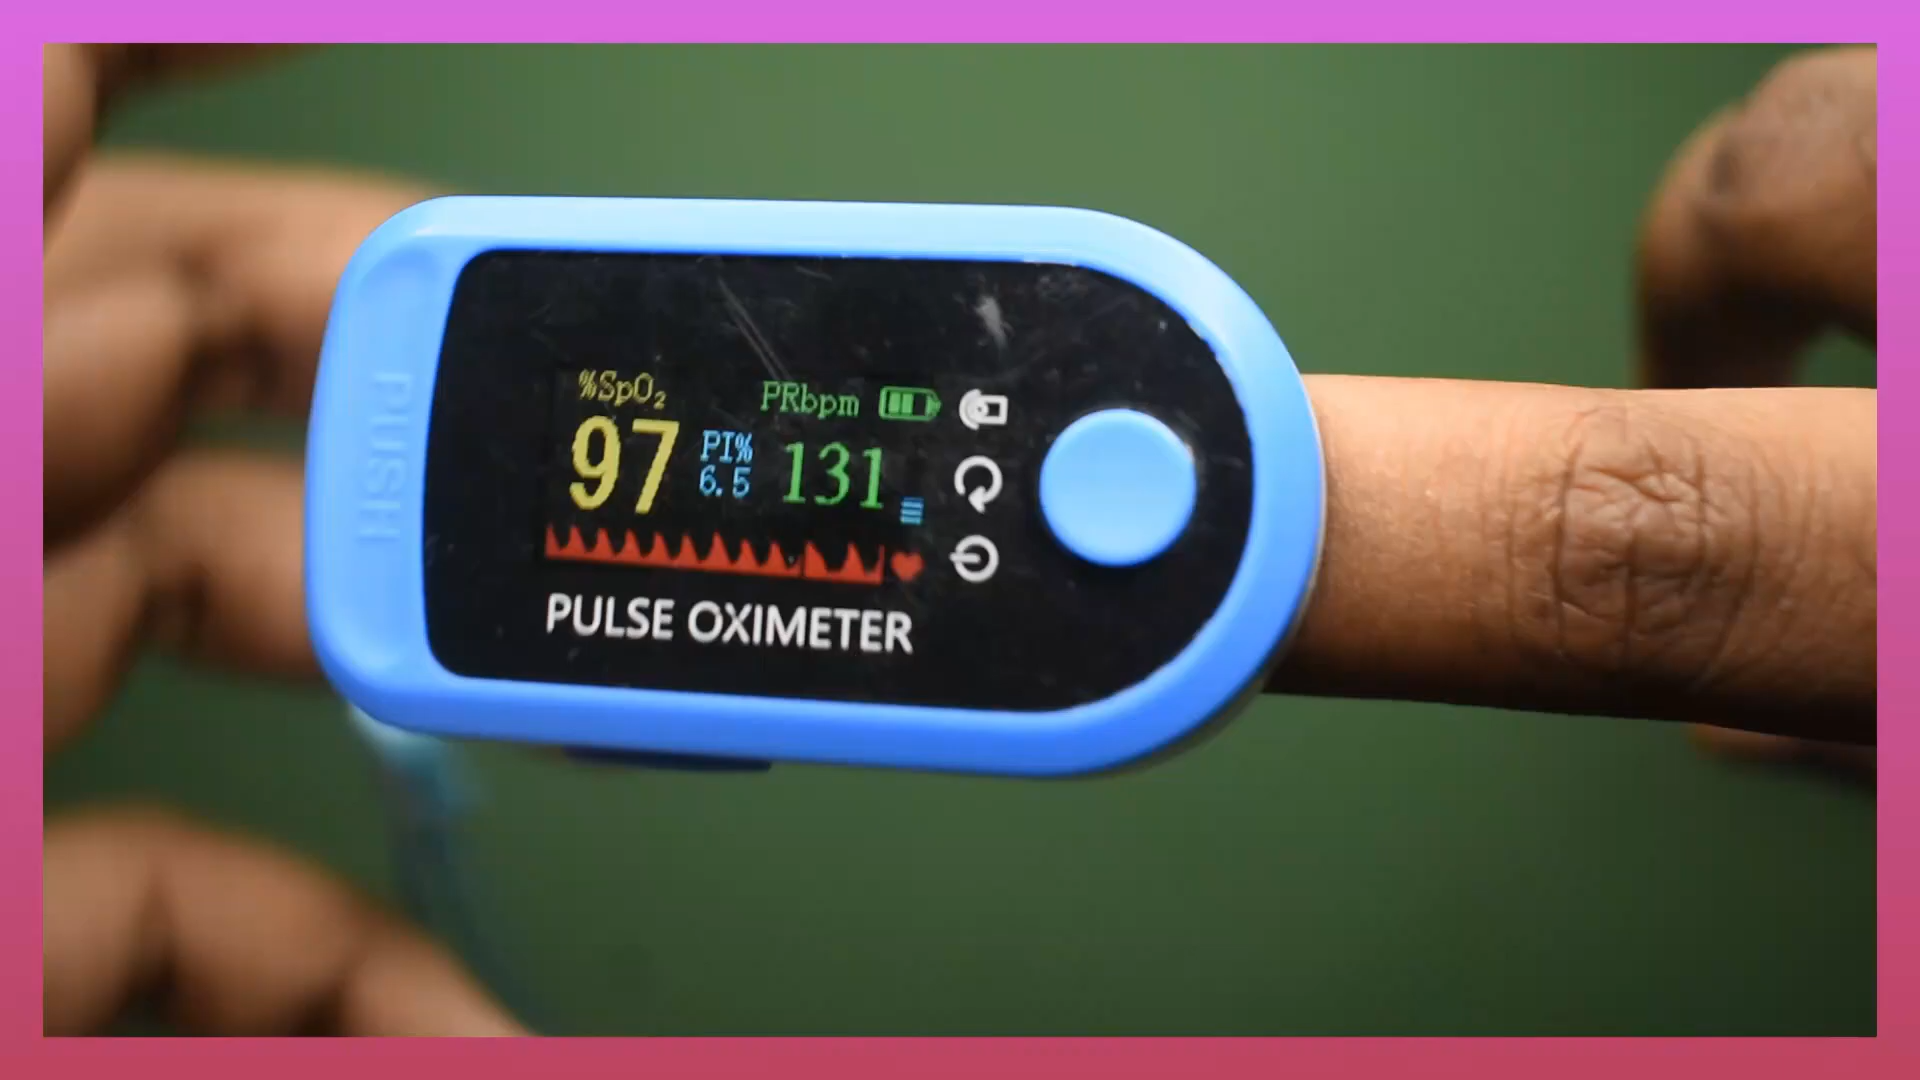 PUSH
%SpO₂ PRbpm
97 PI% 6.5 131
PULSE OXIMETER